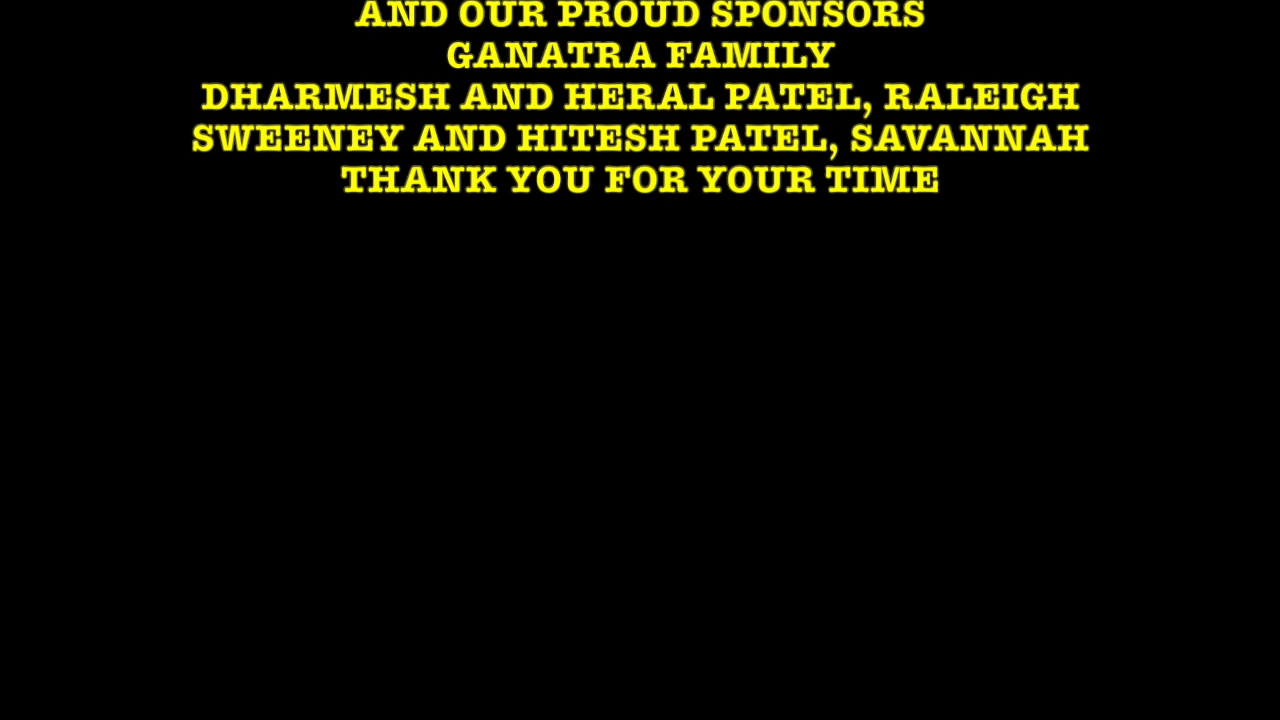 AND OUR PROUD SPONSORS
GANATRA FAMILY
DHARMESH AND HERAL PATEL, RALEIGH
SWEENEY AND HITESH PATEL, SAVANNAH
THANK YOU FOR YOUR TIME